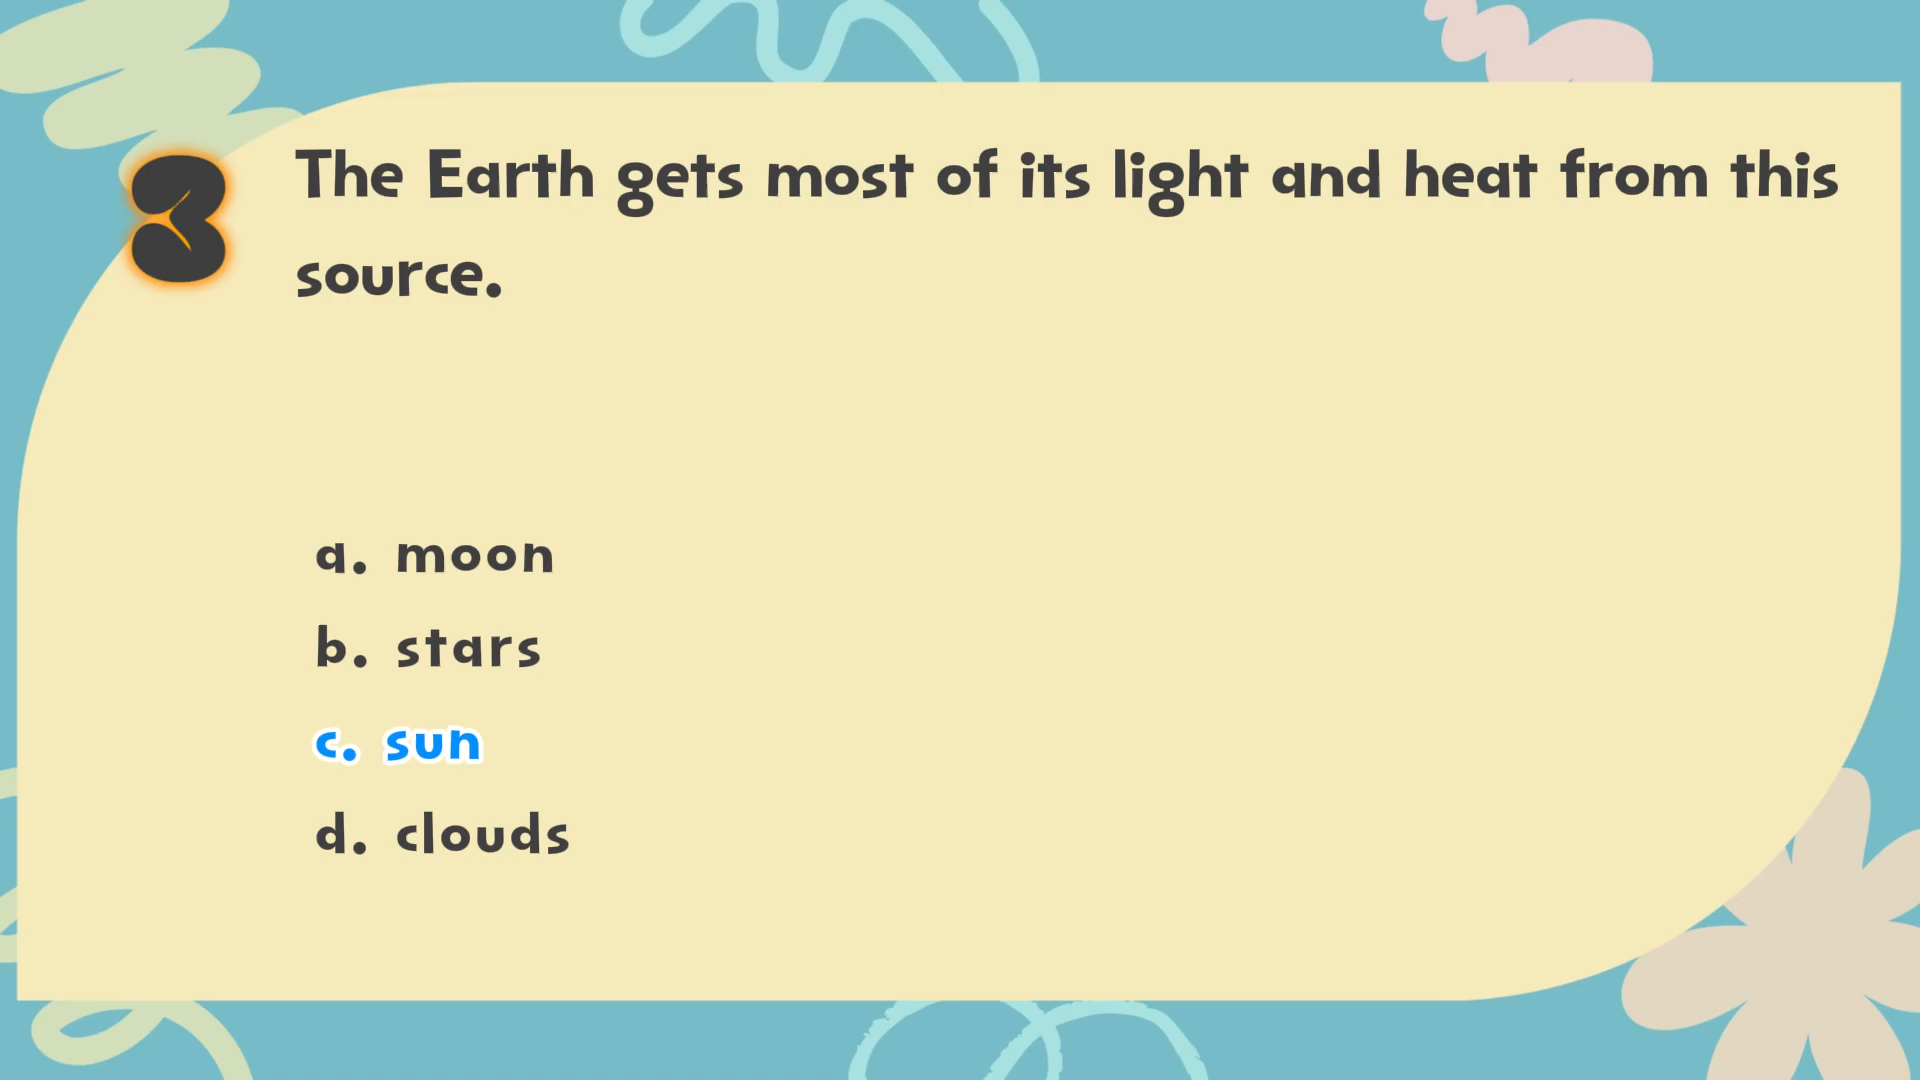 3
The Earth gets most of its light and heat from this
source.
a. moon
b. stars
c. sun
d. clouds